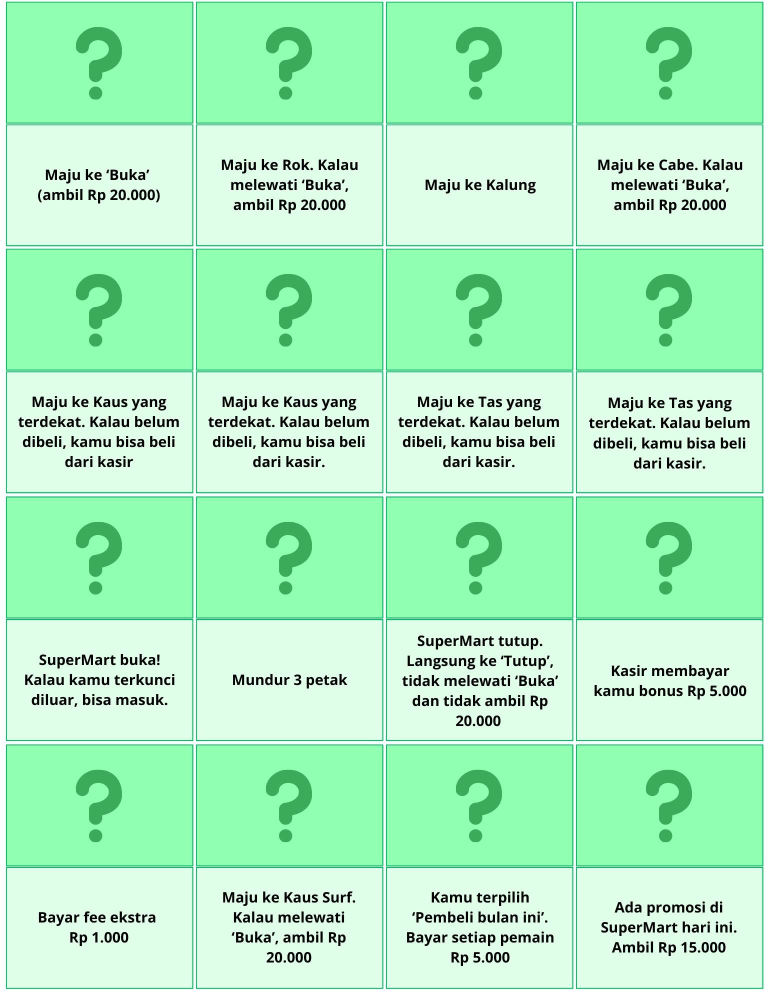 ?
?
?
?
Maju ke ‘Buka’
(ambil Rp 20.000)
Maju ke Rok. Kalau
melewati ‘Buka’,
ambil Rp 20.000
Maju ke Kalung
Maju ke Cabe. Kalau
melewati ‘Buka’,
ambil Rp 20.000
?
?
?
?
Maju ke Kaus yang
terdekat. Kalau belum
dibeli, kamu bisa beli
dari kasir
Maju ke Kaus yang
terdekat. Kalau belum
dibeli, kamu bisa beli
dari kasir.
Maju ke Tas yang
terdekat. Kalau belum
dibeli, kamu bisa beli
dari kasir.
Maju ke Tas yang
terdekat. Kalau belum
dibeli, kamu bisa beli
dari kasir.
?
?
?
?
SuperMart buka!
Kalau kamu terkunci
diluar, bisa masuk.
Mundur 3 petak
SuperMart tutup.
Langsung ke ‘Tutup’,
tidak melewati ‘Buka’
dan tidak ambil Rp
20.000
Kasir membayar
kamu bonus Rp 5.000
?
?
?
?
Bayar fee ekstra
Rp 1.000
Maju ke Kaus Surf.
Kalau melewati
‘Buka’, ambil Rp
20.000
Kamu terpilih
‘Pembeli bulan ini’.
Bayar setiap pemain
Rp 5.000
Ada promosi di
SuperMart hari ini.
Ambil Rp 15.000